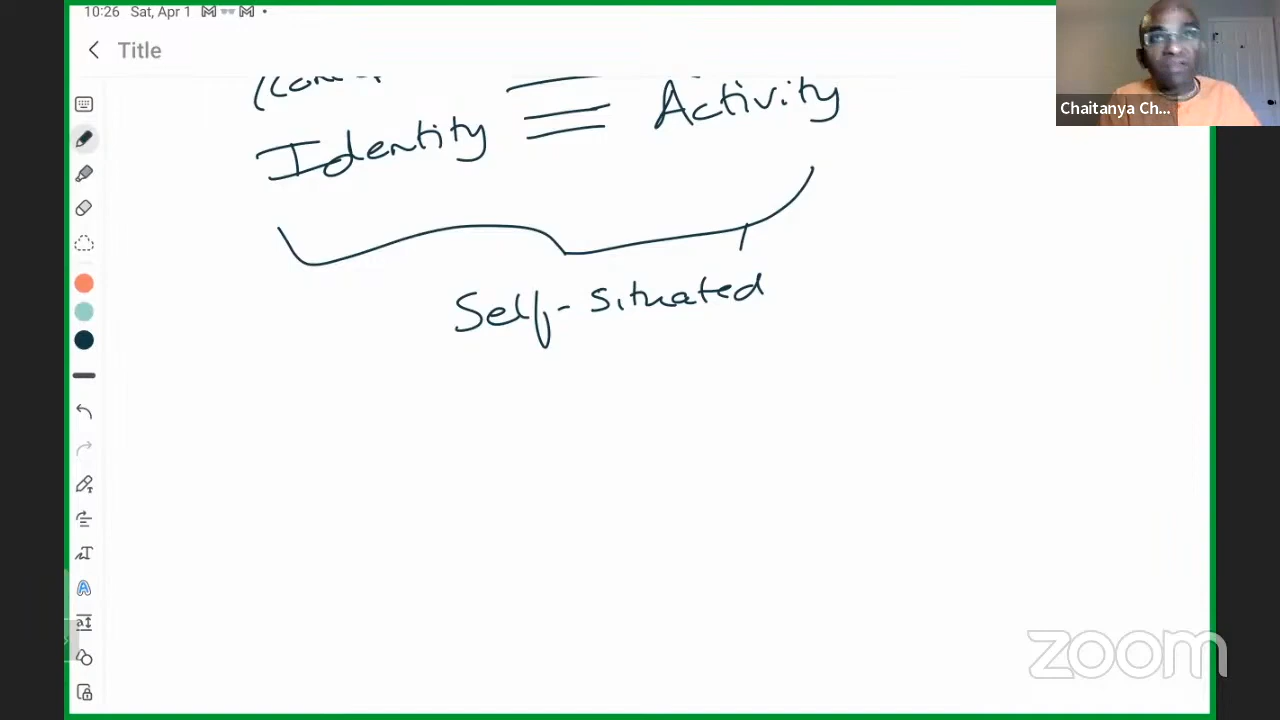 10:26 Sat, Apr 1
Title
Chaitanya Ch...
Identity ≡ Activity
Self-Situated
zoom